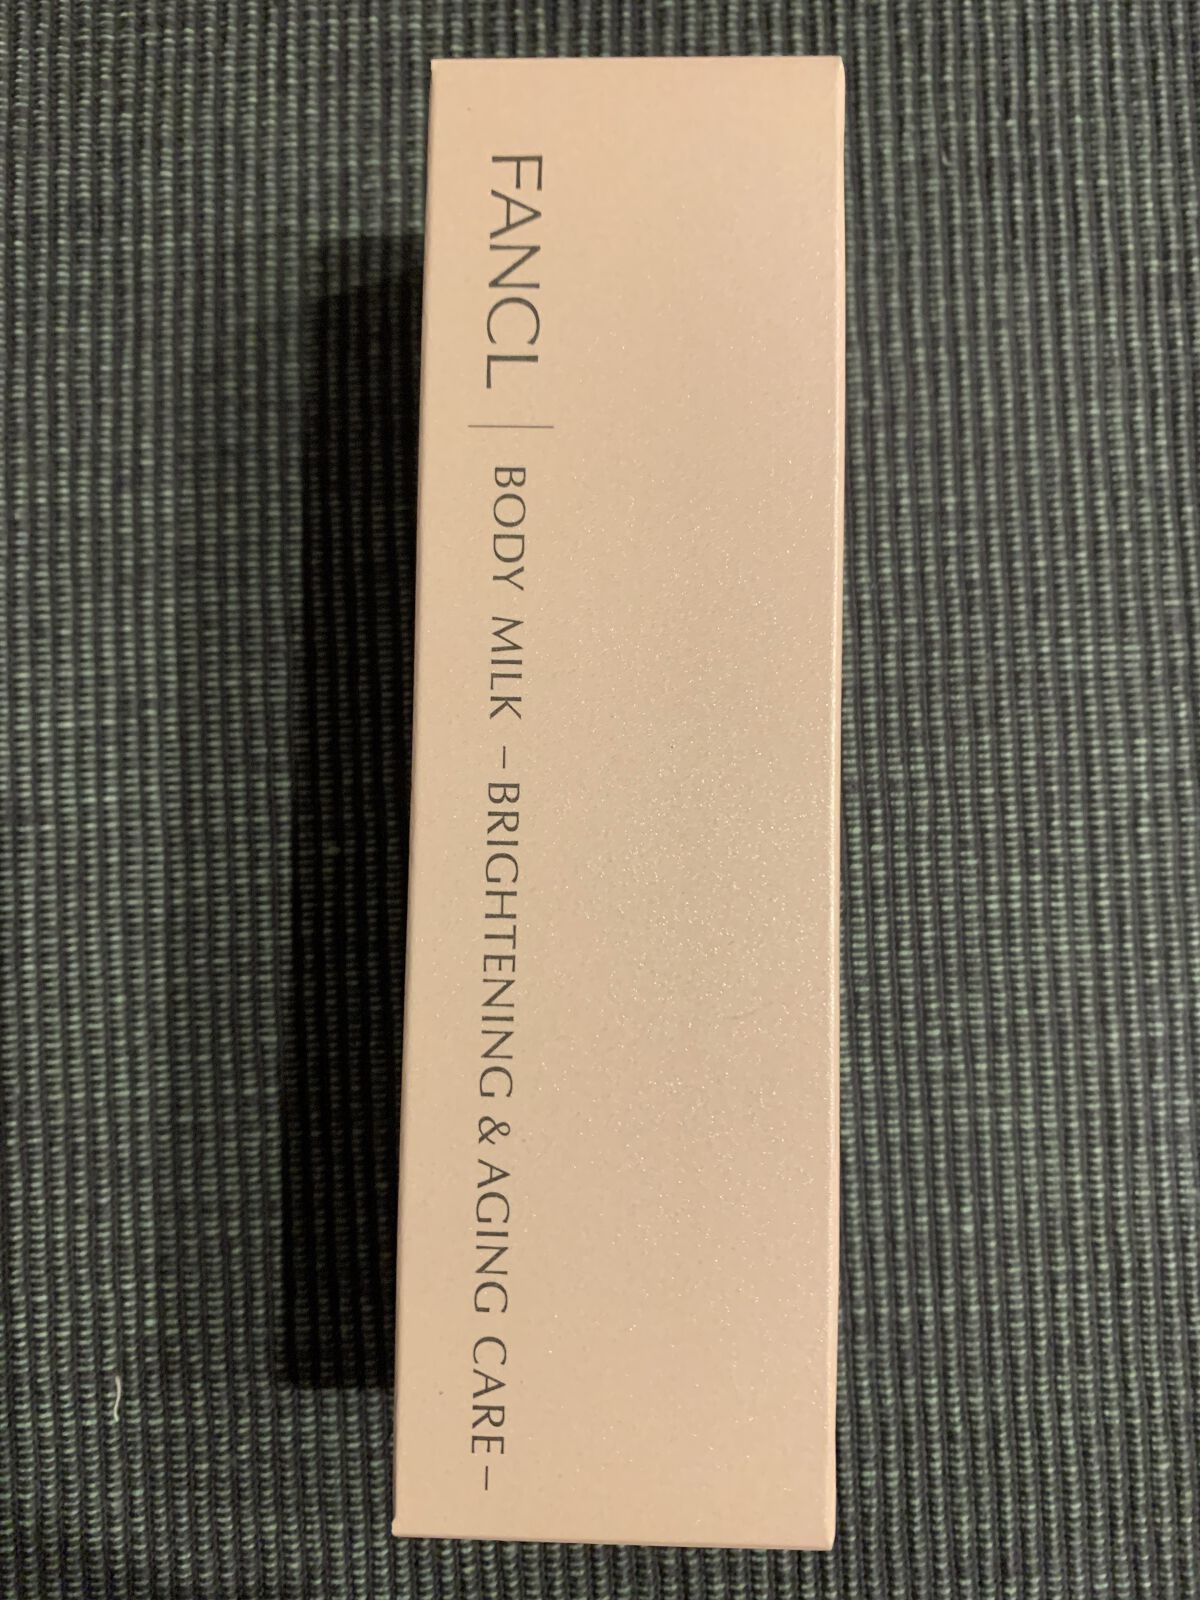 FANCL | BODY MILK –BRIGHTENING & AGING CARE–